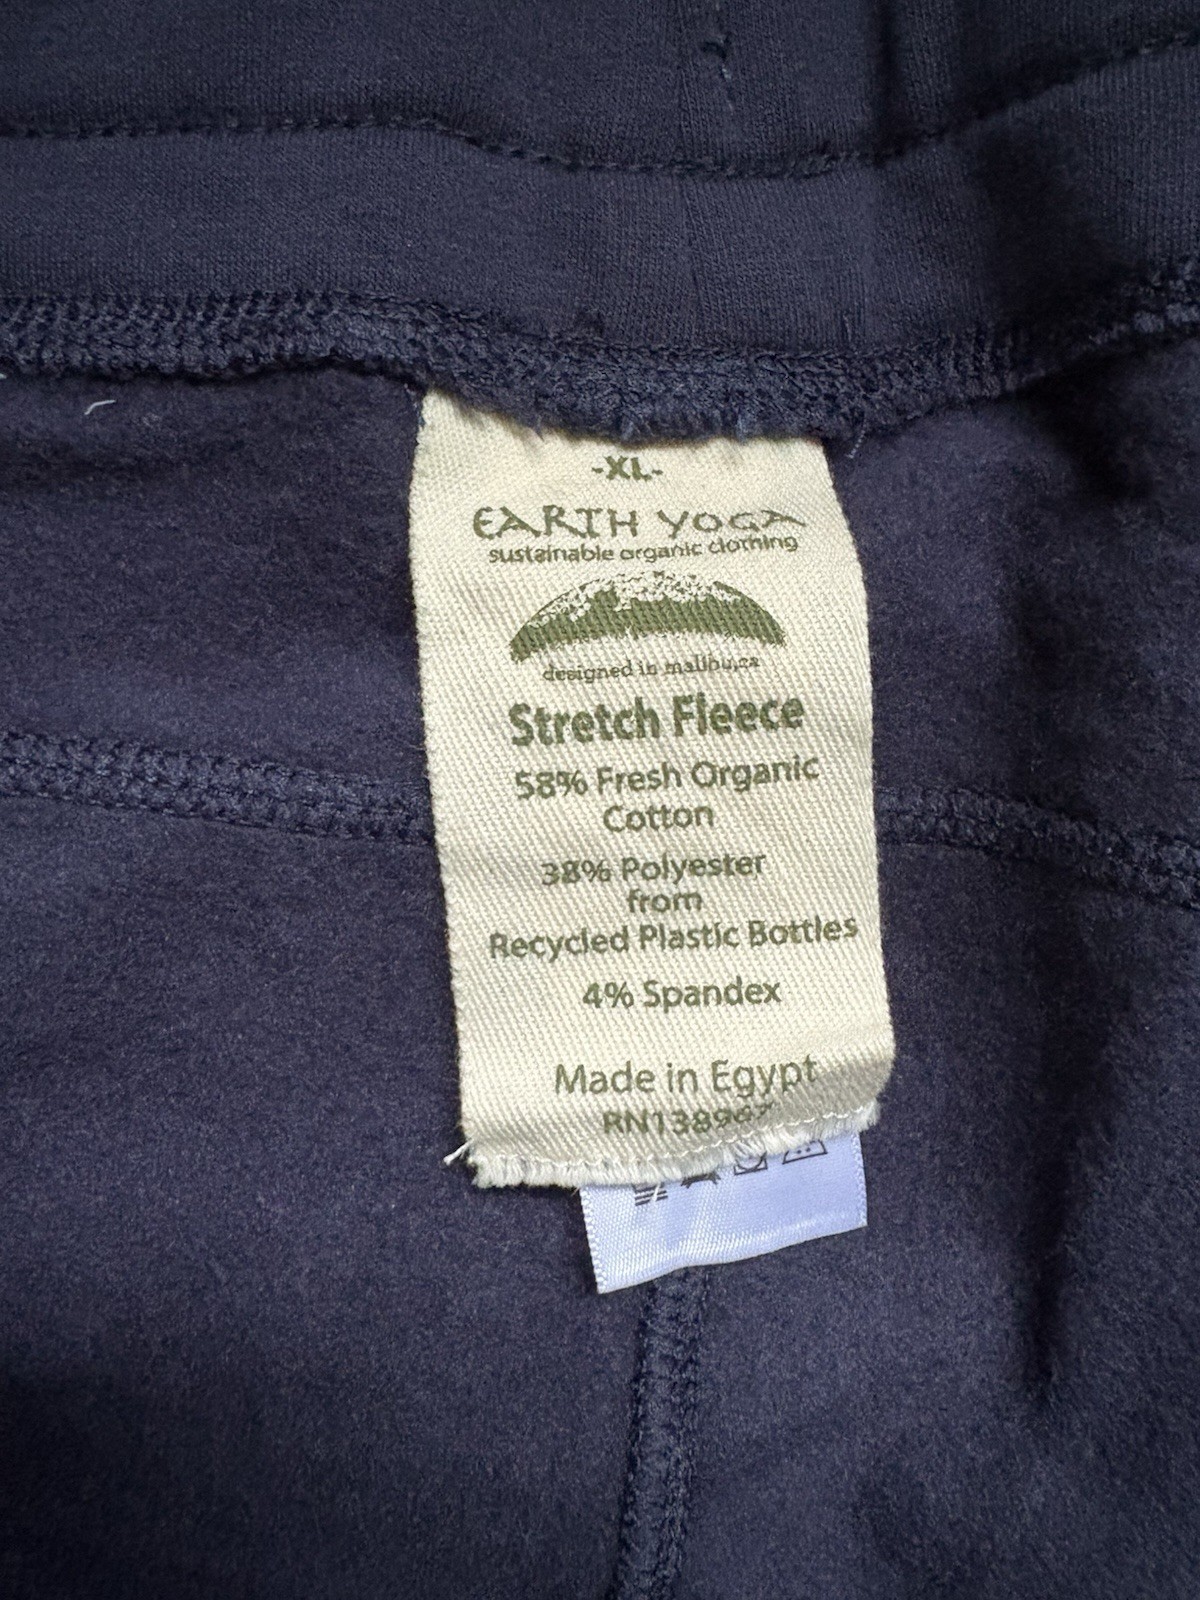 -XL-
EARTH YOGA
sustainable organic clothing
designed in malibu,ca
Stretch Fleece
58% Fresh Organic
Cotton
38% Polyester
from
Recycled Plastic Bottles
4% Spandex
Made in Egypt
RN138967